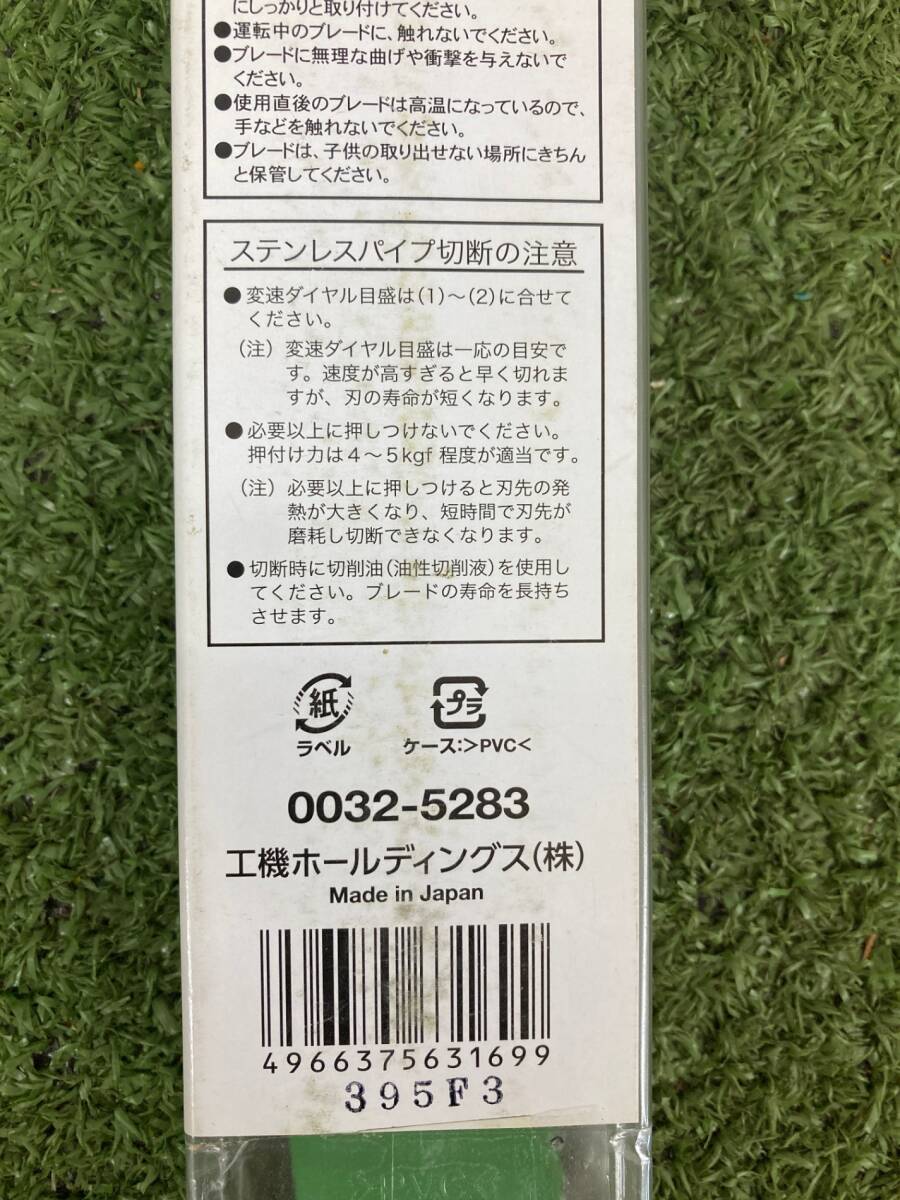 にしっかりと取り付けてください。
●運転中のブレードに、触れないでください。
●ブレードに無理な曲げや衝撃を与えないで
ください。
●使用直後のブレードは高温になっているので、
手などを触れないでください。
●ブレードは、子供の取り出せない場所にきちん
と保管してください。
ステンレスパイプ切断の注意
●変速ダイヤル目盛は(1)～(2)に合せて
ください。
(注) 変速ダイヤル目盛は一応の目安で
す。速度が高すぎると早く切れま
すが、刃の寿命が短くなります。
●必要以上に押しつけないでください。
押付け力は4～5kgf 程度が適当です。
(注) 必要以上に押しつけると刃先の発
熱が大きくなり、短時間で刃先が
磨耗し切断できなくなります。
●切断時に切削油(油性切削液)を使用し
てください。ブレードの寿命を長持ち
させます。
紙 プラ
ラベル ケース:>PVC<
0032-5283
工機ホールディングス(株)
Made in Japan
4966375631699
395F3